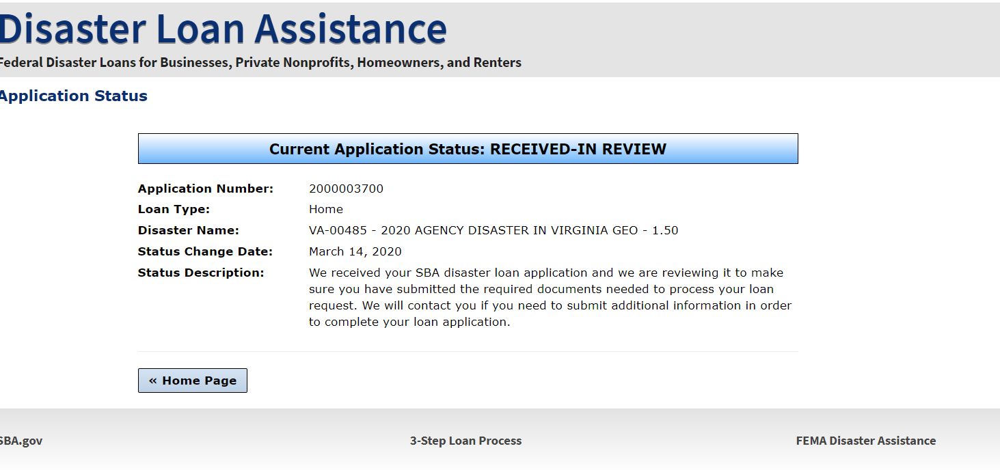 Disaster Loan Assistance
Federal Disaster Loans for Businesses, Private Nonprofits, Homeowners, and Renters
Application Status
Current Application Status: RECEIVED-IN REVIEW
Application Number: 2000003700
Loan Type: Home
Disaster Name: VA-00485 - 2020 AGENCY DISASTER IN VIRGINIA GEO - 1.50
Status Change Date: March 14, 2020
Status Description: We received your SBA disaster loan application and we are reviewing it to make
sure you have submitted the required documents needed to process your loan
request. We will contact you if you need to submit additional information in order
to complete your loan application.
« Home Page
SBA.gov 3-Step Loan Process FEMA Disaster Assistance